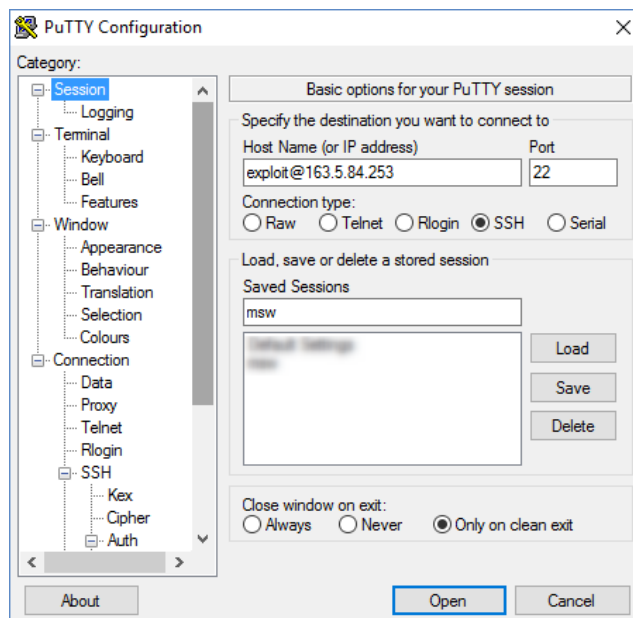 PuTTY Configuration
Category:
Session
Logging
Terminal
Keyboard
Bell
Features
Window
Appearance
Behaviour
Translation
Selection
Colours
Connection
Data
Proxy
Telnet
Rlogin
SSH
Kex
Cipher
Auth
Basic options for your PuTTY session
Specify the destination you want to connect to
Host Name (or IP address) Port
exploit@163.5.84.253 22
Connection type:
Raw Telnet Rlogin SSH Serial
Load, save or delete a stored session
Saved Sessions
msw
Load
Save
Delete
Close window on exit:
Always Never Only on clean exit
About Open Cancel